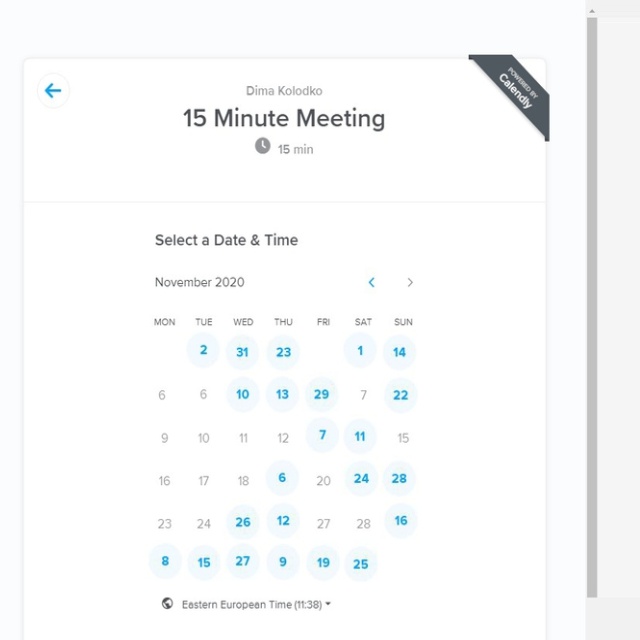 POWERED BY
Calendly
Dima Kolodko
15 Minute Meeting
15 min
Select a Date & Time
November 2020
MON TUE WED THU FRI SAT SUN
2 31 23 1 14
6 6 10 13 29 7 22
9 10 11 12 7 11 15
16 17 18 6 20 24 28
23 24 26 12 27 28 16
8 15 27 9 19 25
Eastern European Time (11:38)